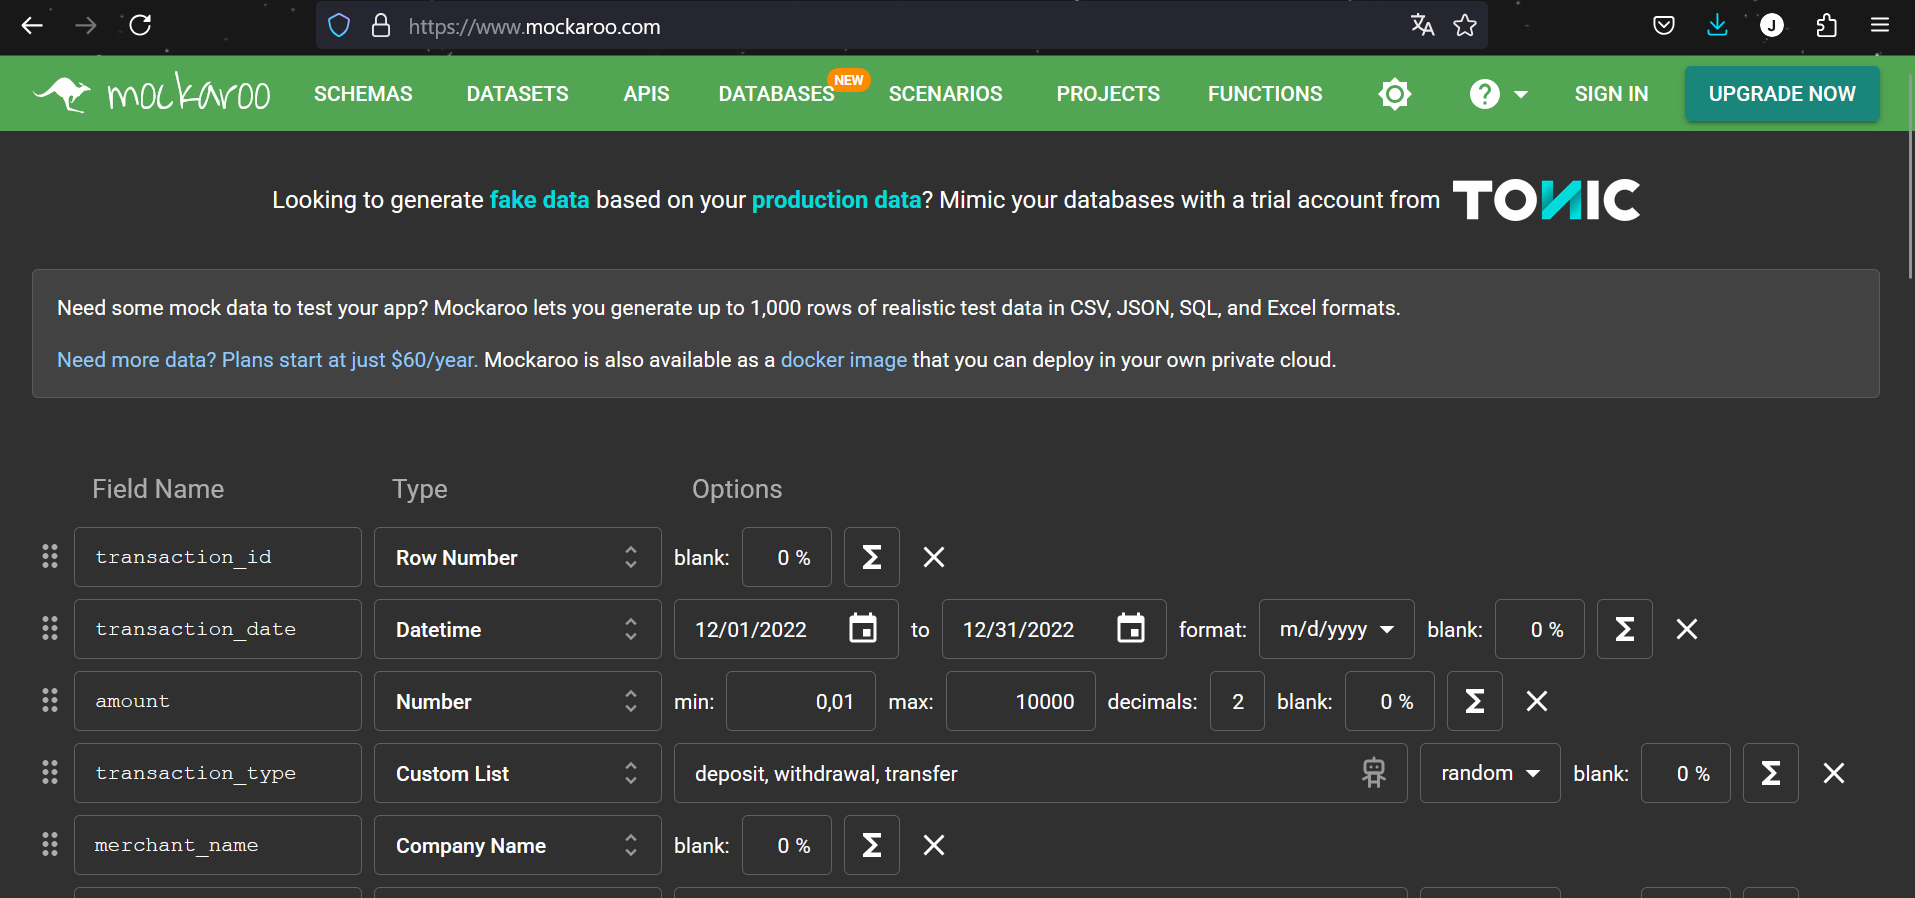 https://www.mockaroo.com
J
mockaroo SCHEMAS DATASETS APIS DATABASES NEW SCENARIOS PROJECTS FUNCTIONS ? SIGN IN UPGRADE NOW
Looking to generate fake data based on your production data? Mimic your databases with a trial account from TONIC
Need some mock data to test your app? Mockaroo lets you generate up to 1,000 rows of realistic test data in CSV, JSON, SQL, and Excel formats.
Need more data? Plans start at just $60/year. Mockaroo is also available as a docker image that you can deploy in your own private cloud.
Field Name Type Options
transaction_id Row Number blank: 0 % Σ
transaction_date Datetime 12/01/2022 to 12/31/2022 format: m/d/yyyy blank: 0 % Σ
amount Number min: 0,01 max: 10000 decimals: 2 blank: 0 % Σ
transaction_type Custom List deposit, withdrawal, transfer random blank: 0 % Σ
merchant_name Company Name blank: 0 % Σ